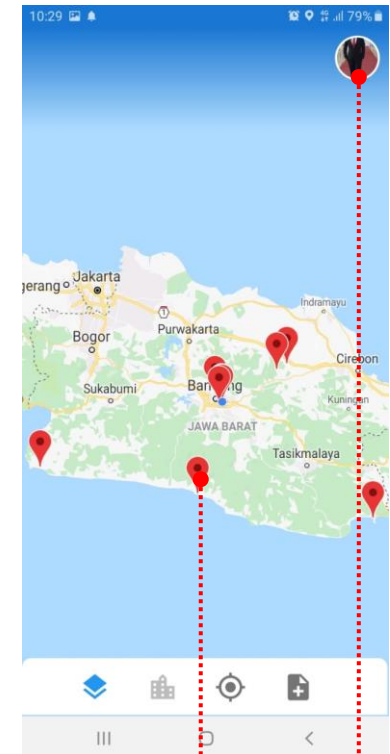 10:29 79%
Jakarta
gerang
Indramayu
Bogor
Purwakarta
Cirebon
Sukabumi
Kuningan
JAWA BARAT
Tasikmalaya